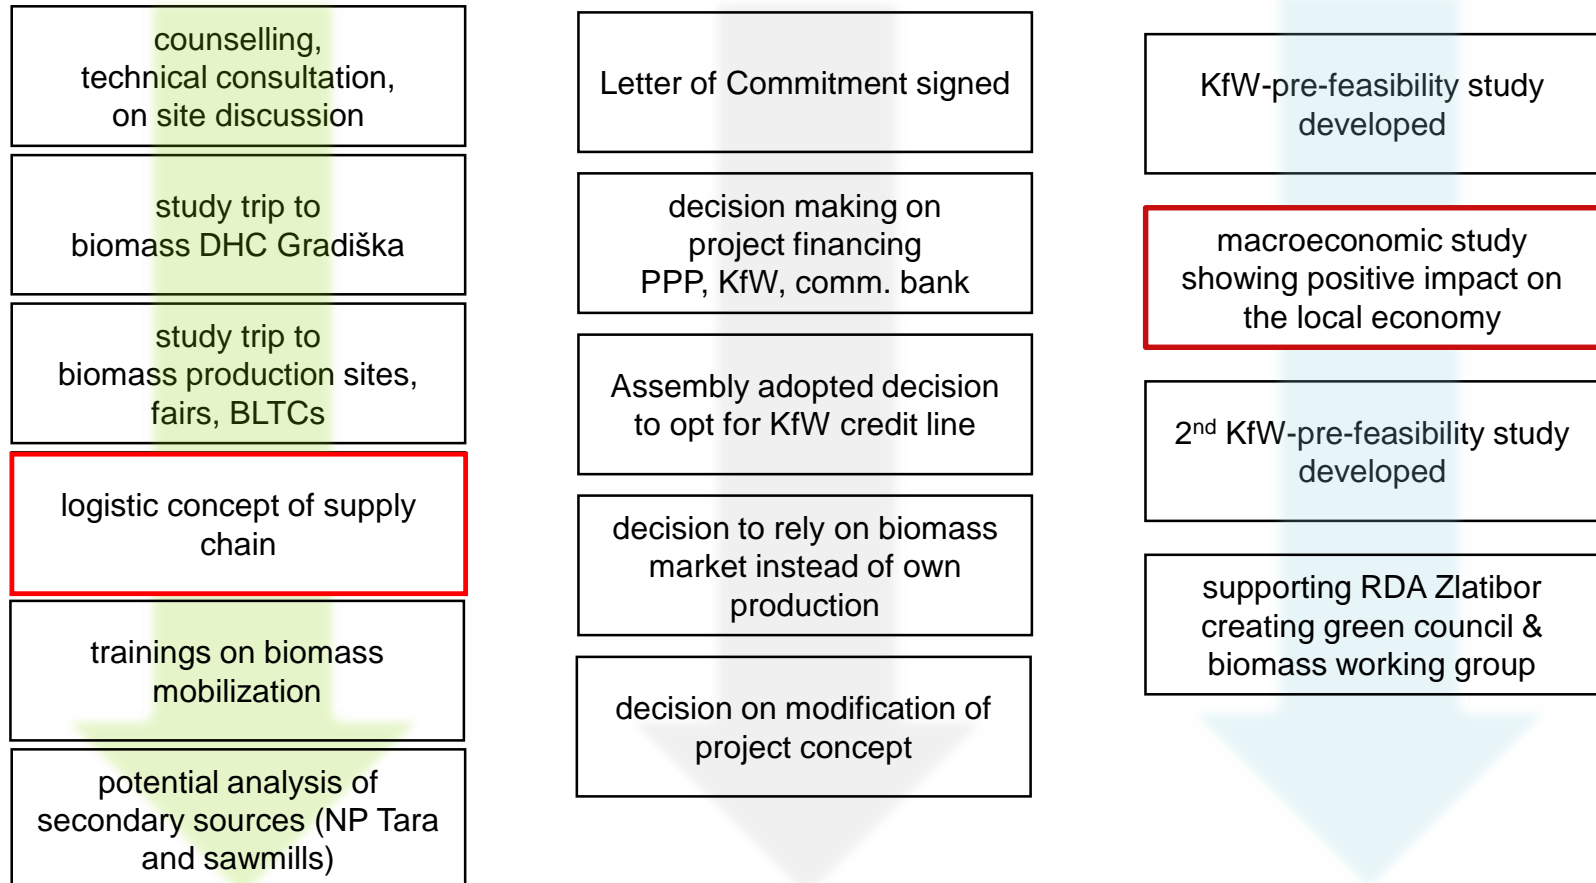 counselling,
technical consultation,
on site discussion
study trip to
biomass DHC Gradiška
study trip to
biomass production sites,
fairs, BLTCs
logistic concept of supply
chain
trainings on biomass
mobilization
potential analysis of
secondary sources (NP Tara
and sawmills)
Letter of Commitment signed
decision making on
project financing
PPP, KfW, comm. bank
Assembly adopted decision
to opt for KfW credit line
decision to rely on biomass
market instead of own
production
decision on modification of
project concept
KfW-pre-feasibility study
developed
macroeconomic study
showing positive impact on
the local economy
2nd KfW-pre-feasibility study
developed
supporting RDA Zlatibor
creating green council &
biomass working group